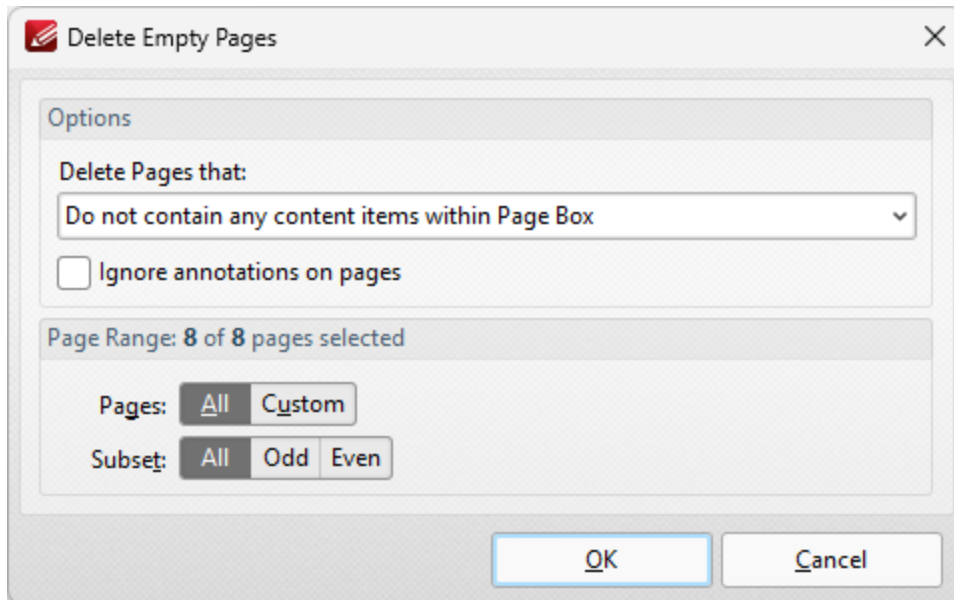 Delete Empty Pages
Options
Delete Pages that:
Do not contain any content items within Page Box
Ignore annotations on pages
Page Range: 8 of 8 pages selected
Pages: All Custom
Subset: All Odd Even
OK Cancel